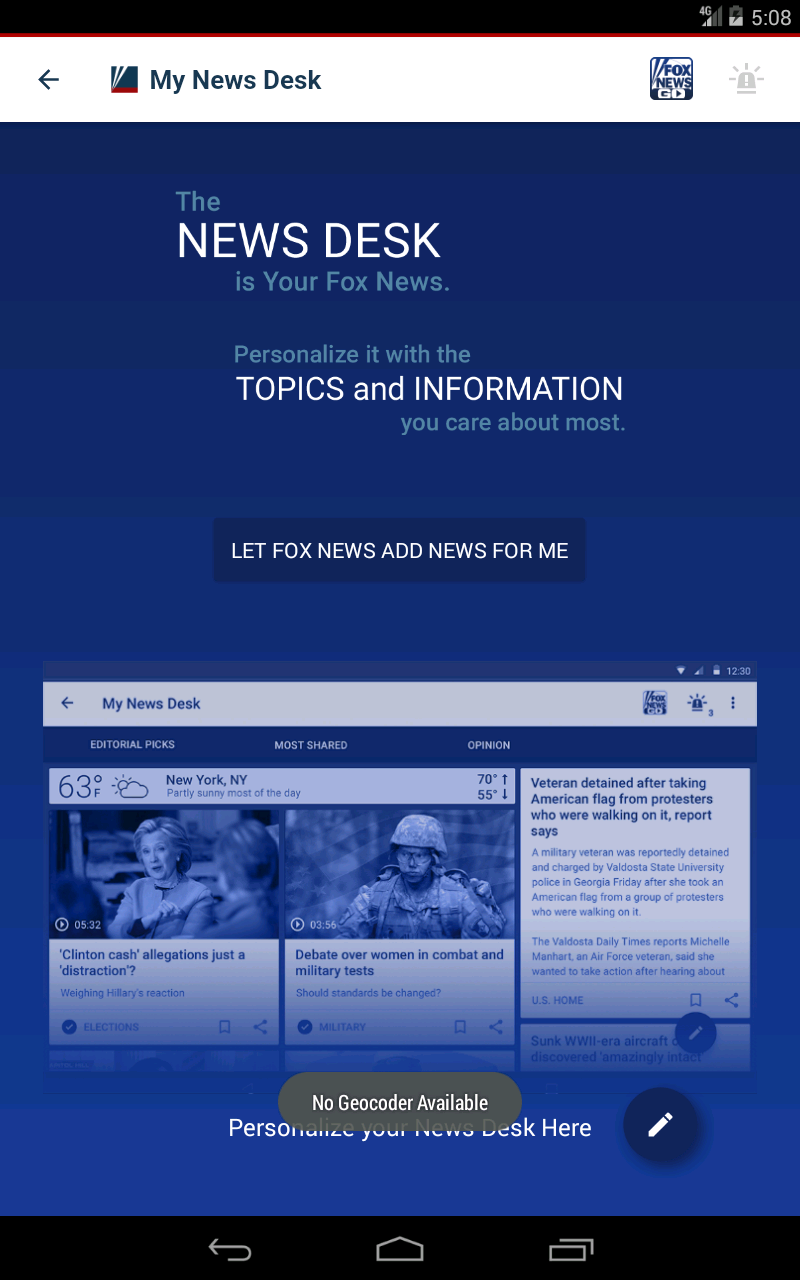 4G 5:08
My News Desk
FOX NEWS GO
The
NEWS DESK
is Your Fox News.
Personalize it with the
TOPICS and INFORMATION
you care about most.
LET FOX NEWS ADD NEWS FOR ME
12:30
My News Desk
FOX NEWS GO
3
EDITORIAL PICKS
MOST SHARED
OPINION
63°F
New York, NY
Partly sunny most of the day
70°
55°
05:32
'Clinton cash' allegations just a
'distraction'?
Weighing Hillary's reaction
ELECTIONS
03:56
Debate over women in combat and
military tests
Should standards be changed?
MILITARY
Veteran detained after taking
American flag from protesters
who were walking on it, report
says
A military veteran was reportedly detained
and charged by Valdosta State University
police in Georgia Friday after she took an
American flag from a group of protesters
who were walking on it.
The Valdosta Daily Times reports Michelle
Manhart, an Air Force veteran, said she
wanted to take action after hearing about
U.S. HOME
Sunk WWII-era aircraft
discovered 'amazingly intact'
No Geocoder Available
Personalize your News Desk Here